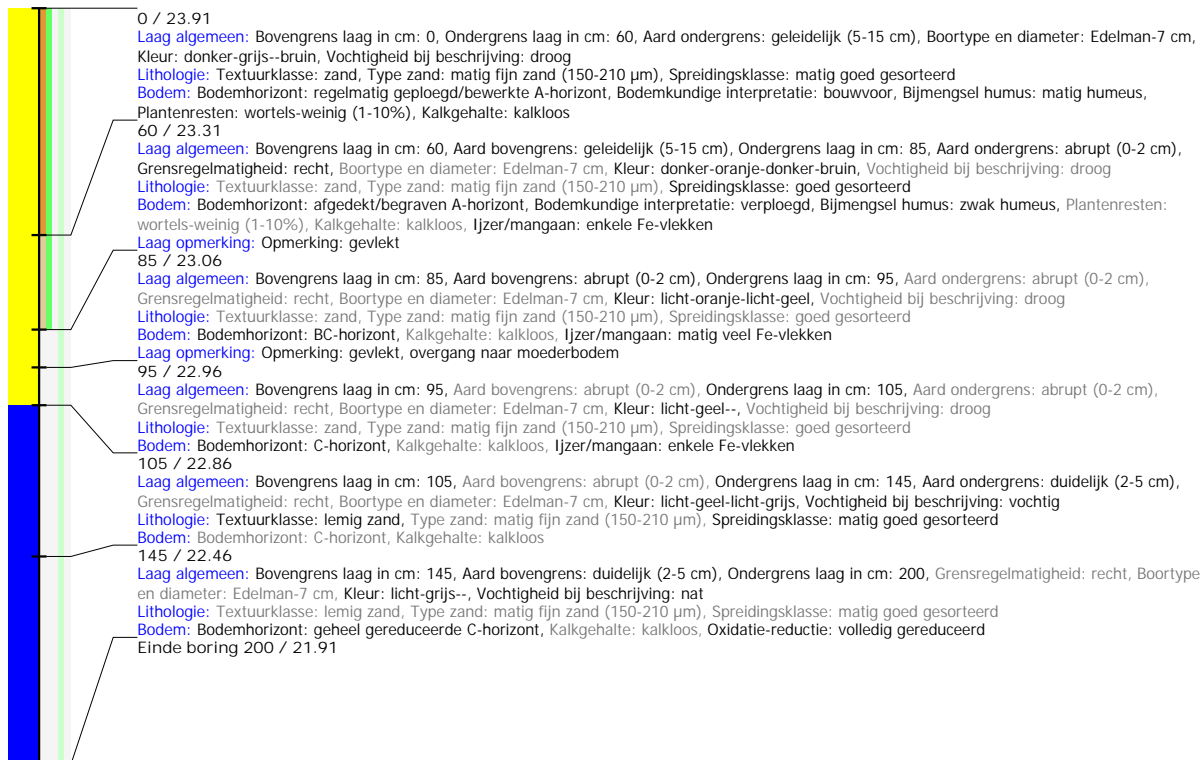 0 / 23.91
Laag algemeen: Bovengrens laag in cm: 0, Ondergrens laag in cm: 60, Aard ondergrens: geleidelijk (5-15 cm), Boortype en diameter: Edelman-7 cm,
Kleur: donker-grijs--bruin, Vochtigheid bij beschrijving: droog
Lithologie: Textuurklasse: zand, Type zand: matig fijn zand (150-210 µm), Spreidingsklasse: matig goed gesorteerd
Bodem: Bodemhorizont: regelmatig geploegd/bewerkte A-horizont, Bodemkundige interpretatie: bouwvoor, Bijmengsel humus: matig humeus,
Plantenresten: wortels-weinig (1-10%), Kalkgehalte: kalkloos
60 / 23.31
Laag algemeen: Bovengrens laag in cm: 60, Aard bovengrens: geleidelijk (5-15 cm), Ondergrens laag in cm: 85, Aard ondergrens: abrupt (0-2 cm),
Grensregelmatigheid: recht, Boortype en diameter: Edelman-7 cm, Kleur: donker-oranje-donker-bruin, Vochtigheid bij beschrijving: droog
Lithologie: Textuurklasse: zand, Type zand: matig fijn zand (150-210 µm), Spreidingsklasse: goed gesorteerd
Bodem: Bodemhorizont: afgedekt/begraven A-horizont, Bodemkundige interpretatie: verploegd, Bijmengsel humus: zwak humeus, Plantenresten:
wortels-weinig (1-10%), Kalkgehalte: kalkloos, Ijzer/mangaan: enkele Fe-vlekken
Laag opmerking: Opmerking: gevlekt
85 / 23.06
Laag algemeen: Bovengrens laag in cm: 85, Aard bovengrens: abrupt (0-2 cm), Ondergrens laag in cm: 95, Aard ondergrens: abrupt (0-2 cm),
Grensregelmatigheid: recht, Boortype en diameter: Edelman-7 cm, Kleur: licht-oranje-licht-geel, Vochtigheid bij beschrijving: droog
Lithologie: Textuurklasse: zand, Type zand: matig fijn zand (150-210 µm), Spreidingsklasse: goed gesorteerd
Bodem: Bodemhorizont: BC-horizont, Kalkgehalte: kalkloos, Ijzer/mangaan: matig veel Fe-vlekken
Laag opmerking: Opmerking: gevlekt, overgang naar moederbodem
95 / 22.96
Laag algemeen: Bovengrens laag in cm: 95, Aard bovengrens: abrupt (0-2 cm), Ondergrens laag in cm: 105, Aard ondergrens: abrupt (0-2 cm),
Grensregelmatigheid: recht, Boortype en diameter: Edelman-7 cm, Kleur: licht-geel--, Vochtigheid bij beschrijving: droog
Lithologie: Textuurklasse: zand, Type zand: matig fijn zand (150-210 µm), Spreidingsklasse: goed gesorteerd
Bodem: Bodemhorizont: C-horizont, Kalkgehalte: kalkloos, Ijzer/mangaan: enkele Fe-vlekken
105 / 22.86
Laag algemeen: Bovengrens laag in cm: 105, Aard bovengrens: abrupt (0-2 cm), Ondergrens laag in cm: 145, Aard ondergrens: duidelijk (2-5 cm),
Grensregelmatigheid: recht, Boortype en diameter: Edelman-7 cm, Kleur: licht-geel-licht-grijs, Vochtigheid bij beschrijving: vochtig
Lithologie: Textuurklasse: lemig zand, Type zand: matig fijn zand (150-210 µm), Spreidingsklasse: matig goed gesorteerd
Bodem: Bodemhorizont: C-horizont, Kalkgehalte: kalkloos
145 / 22.46
Laag algemeen: Bovengrens laag in cm: 145, Aard bovengrens: duidelijk (2-5 cm), Ondergrens laag in cm: 200, Grensregelmatigheid: recht, Boortype
en diameter: Edelman-7 cm, Kleur: licht-grijs--, Vochtigheid bij beschrijving: nat
Lithologie: Textuurklasse: lemig zand, Type zand: matig fijn zand (150-210 µm), Spreidingsklasse: matig goed gesorteerd
Bodem: Bodemhorizont: geheel gereduceerde C-horizont, Kalkgehalte: kalkloos, Oxidatie-reductie: volledig gereduceerd
Einde boring 200 / 21.91